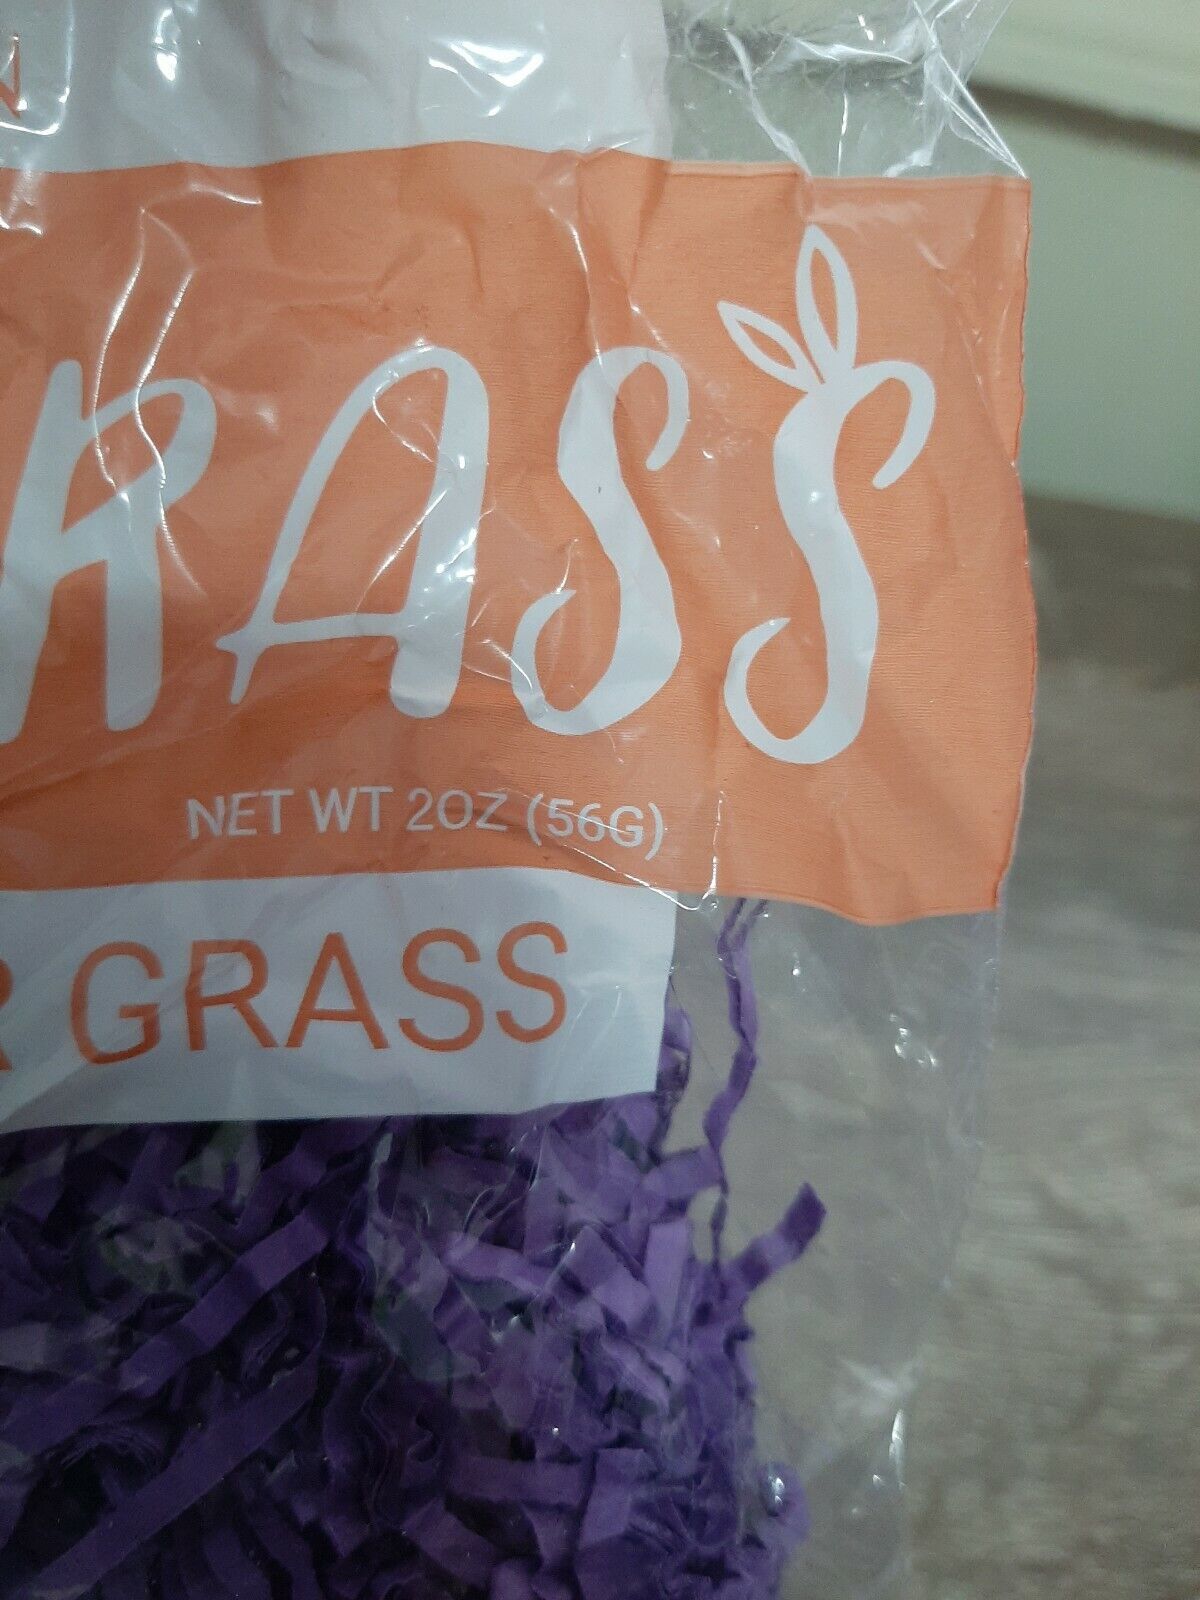 RASS
NET WT 2OZ (56G)
R GRASS